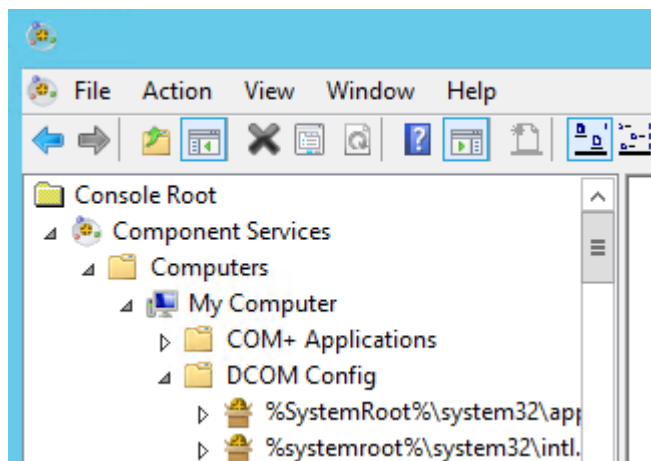 File Action View Window Help
Console Root
Component Services
Computers
My Computer
COM+ Applications
DCOM Config
%SystemRoot%\system32\app
%systemroot%\system32\intl.